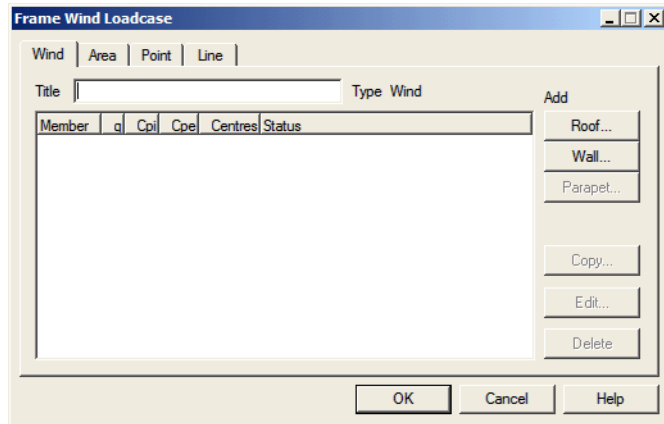 Frame Wind Loadcase
Wind Area Point Line
Title Type Wind
Add
Member q Cpi Cpe Centres Status
Roof...
Wall...
Parapet...
Copy...
Edit...
Delete
OK Cancel Help